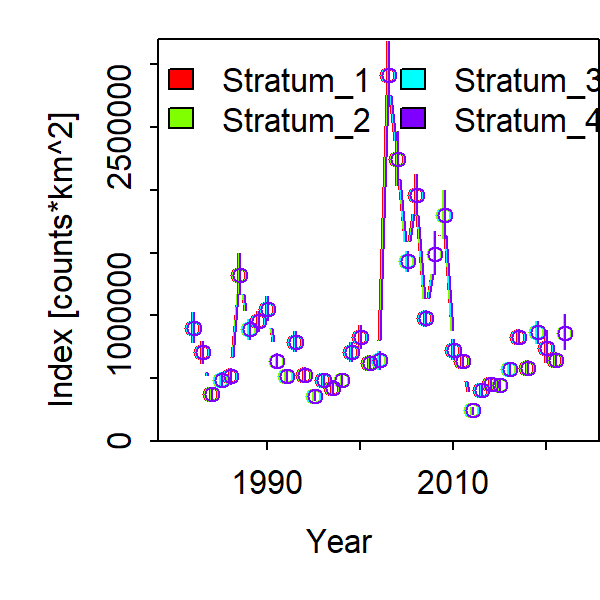 Stratum_1 Stratum_3
Stratum_2 Stratum_4
Index [counts*km^2]
2500000
1000000
0
1990 2010
Year